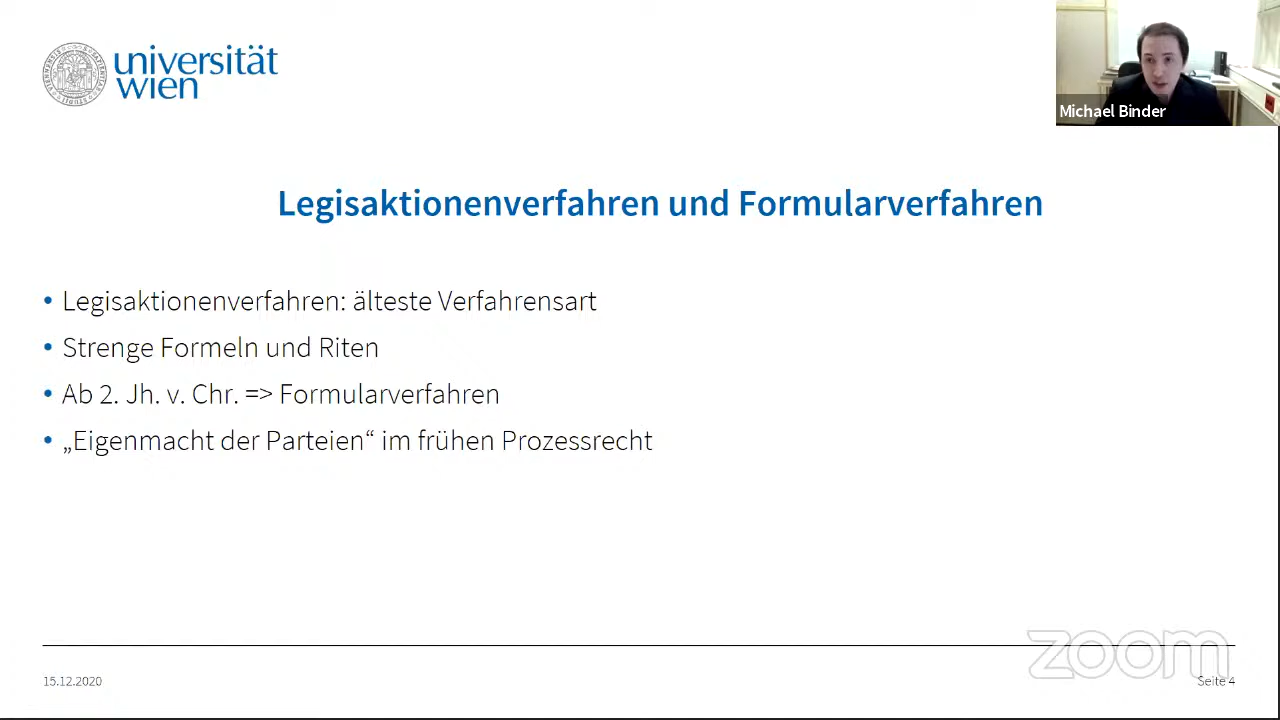 universität
wien
Michael Binder
Legisaktionenverfahren und Formularverfahren
• Legisaktionenverfahren: älteste Verfahrensart
• Strenge Formeln und Riten
• Ab 2. Jh. v. Chr. => Formularverfahren
• „Eigenmacht der Parteien“ im frühen Prozessrecht
zoom
15.12.2020
Seite 4